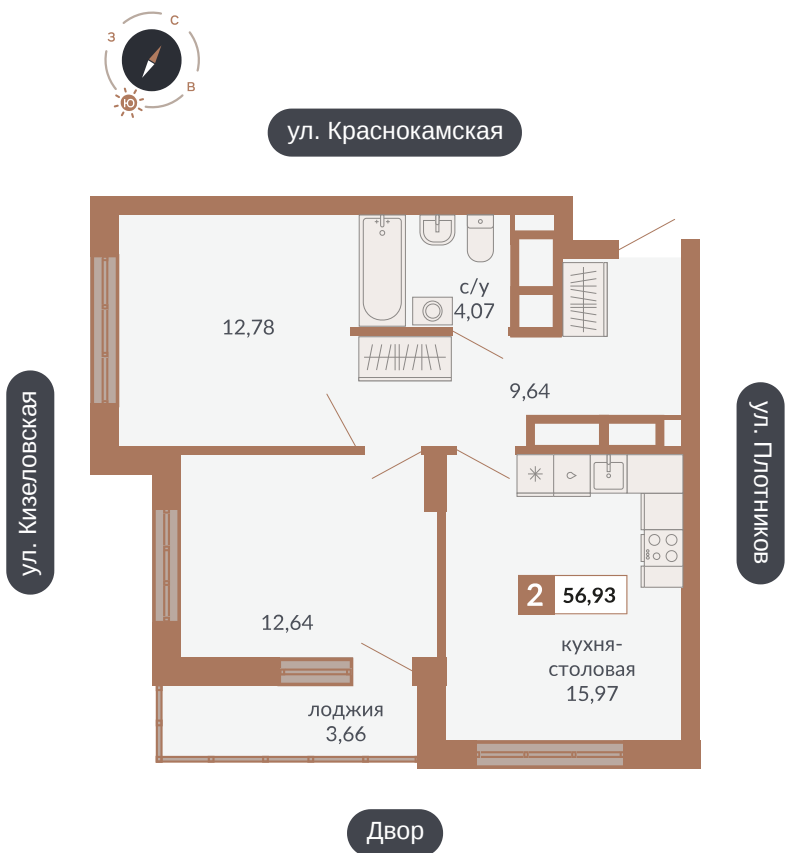 С
З
В
Ю
ул. Краснокамская
с/у
4,07
12,78
9,64
ул. Кизеловская
ул. Плотников
2 56,93
12,64
кухня-
столовая
15,97
лоджия
3,66
Двор